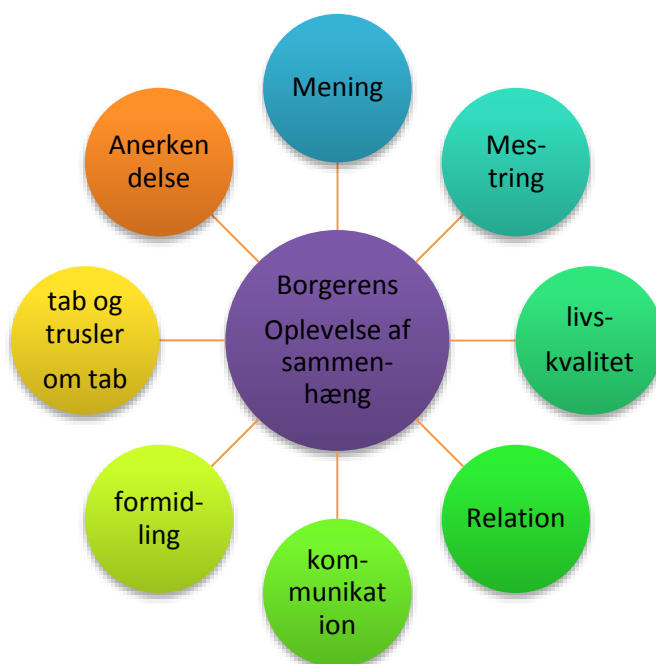 Mening
Mes-
tring
livs-
kvalitet
Relation
kom-
munikat
ion
formid-
ling
tab og
trusler
om tab
Anerken
delse
Borgerens
Oplevelse af
sammen-
hæng